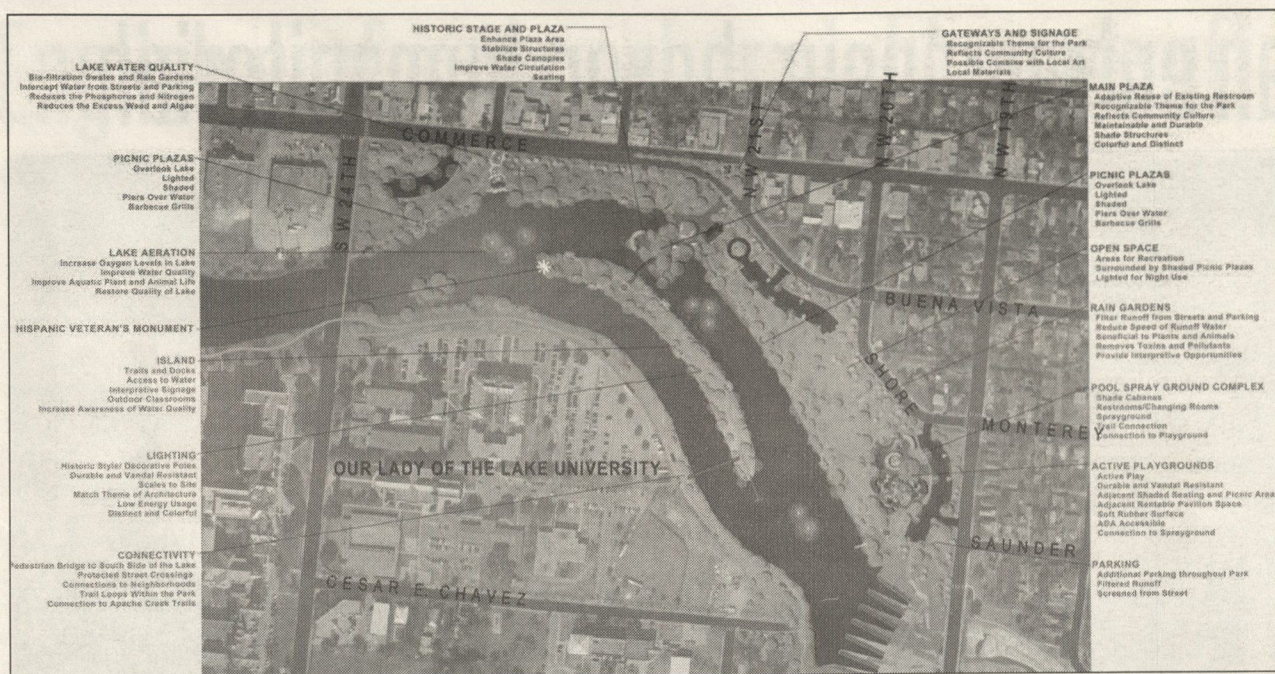 HISTORIC STAGE AND PLAZA
Enhance Plaza Area
Stabilize Structures
Shade Canopies
Improve Water Circulation
Seating
GATEWAYS AND SIGNAGE
Recognizable Theme for the Park
Reflects Community Culture
Possible Combine with Local Art
Local Materials
LAKE WATER QUALITY
Bio-filtration Swales and Rain Gardens
Intercept Water from Streets and Parking
Reduces the Phosphorus and Nitrogen
Reduces the Excess Weed and Algae
PICNIC PLAZAS
Overlook Lake
Lighted
Shaded
Piers Over Water
Barbecue Grills
LAKE AERATION
Increase Oxygen Levels in Lake
Improve Water Quality
Improve Aquatic Plant and Animal Life
Restore Quality of Lake
HISPANIC VETERAN'S MONUMENT
ISLAND
Trails and Docks
Access to Water
Interpretive Signage
Outdoor Classrooms
Increase Awareness of Water Quality
LIGHTING
Historic Style/ Decorative Poles
Durable and Vandal Resistant
Scales to Site
Match Theme of Architecture
Low Energy Usage
Distinct and Colorful
CONNECTIVITY
Pedestrian Bridge to South Side of the Lake
Protected Street Crossings
Connections to Neighborhoods
Trail Loops Within the Park
Connection to Apache Creek Trails
COMMERCE
S W 24TH
N W 21ST
N W 20TH
N W 19TH
BUENA VISTA
SHORE
MONTEREY
SAUNDER
OUR LADY OF THE LAKE UNIVERSITY
CESAR E CHAVEZ
MAIN PLAZA
Adaptive Reuse of Existing Restroom
Recognizable Theme for the Park
Reflects Community Culture
Maintainable and Durable
Shade Structures
Colorful and Distinct
PICNIC PLAZAS
Overlook Lake
Lighted
Shaded
Piers Over Water
Barbecue Grills
OPEN SPACE
Areas for Recreation
Surrounded by Shaded Picnic Plazas
Lighted for Night Use
RAIN GARDENS
Filter Runoff from Streets and Parking
Reduce Speed of Runoff Water
Beneficial to Plants and Animals
Removes Toxins and Pollutants
Provide Interpretive Opportunities
POOL SPRAY GROUND COMPLEX
Shade Cabanas
Restrooms/Changing Rooms
Sprayground
Trail Connection
Connection to Playground
ACTIVE PLAYGROUNDS
Active Play
Durable and Vandal Resistant
Adjacent Shaded Seating and Picnic Area
Adjacent Rentable Pavilion Space
Soft Rubber Surface
ADA Accessible
Connection to Sprayground
PARKING
Additional Parking throughout Park
Filtered Runoff
Screened from Street